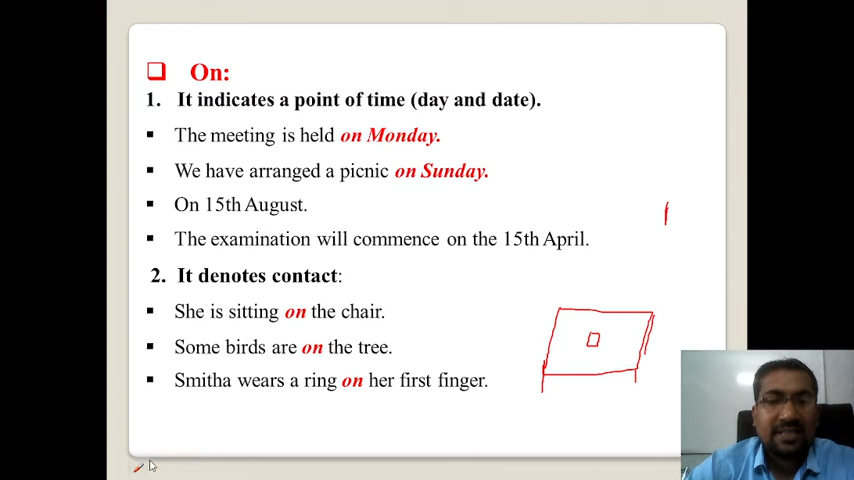 On:
1. It indicates a point of time (day and date).
The meeting is held on Monday.
We have arranged a picnic on Sunday.
On 15th August.
The examination will commence on the 15th April.
2. It denotes contact:
She is sitting on the chair.
Some birds are on the tree.
Smitha wears a ring on her first finger.